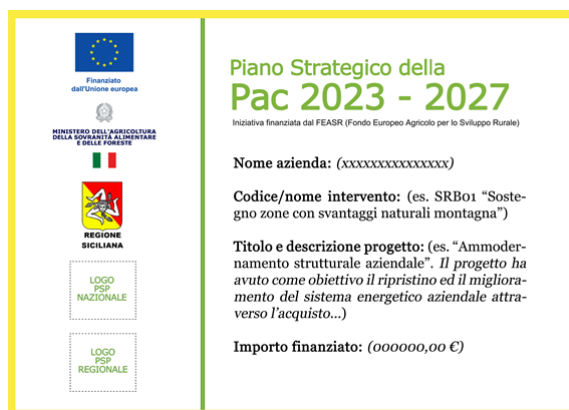 Finanziato
dall'Unione europea
MINISTERO DELL'AGRICOLTURA
DELLA SOVRANITÀ ALIMENTARE
E DELLE FORESTE
REGIONE
SICILIANA
LOGO
PSP
NAZIONALE
LOGO
PSP
REGIONALE
Piano Strategico della
Pac 2023 - 2027
Iniziativa finanziata dal FEASR (Fondo Europeo Agricolo per lo Sviluppo Rurale)
Nome azienda: (xxxxxxxxxxxxxxx)
Codice/nome intervento: (es. SRB01 “Soste-
gno zone con svantaggi naturali montagna”)
Titolo e descrizione progetto: (es. “Ammoder-
namento strutturale aziendale”. Il progetto ha
avuto come obiettivo il ripristino ed il migliora-
mento del sistema energetico aziendale attra-
verso l’acquisto...)
Importo finanziato: (000000,00 €)